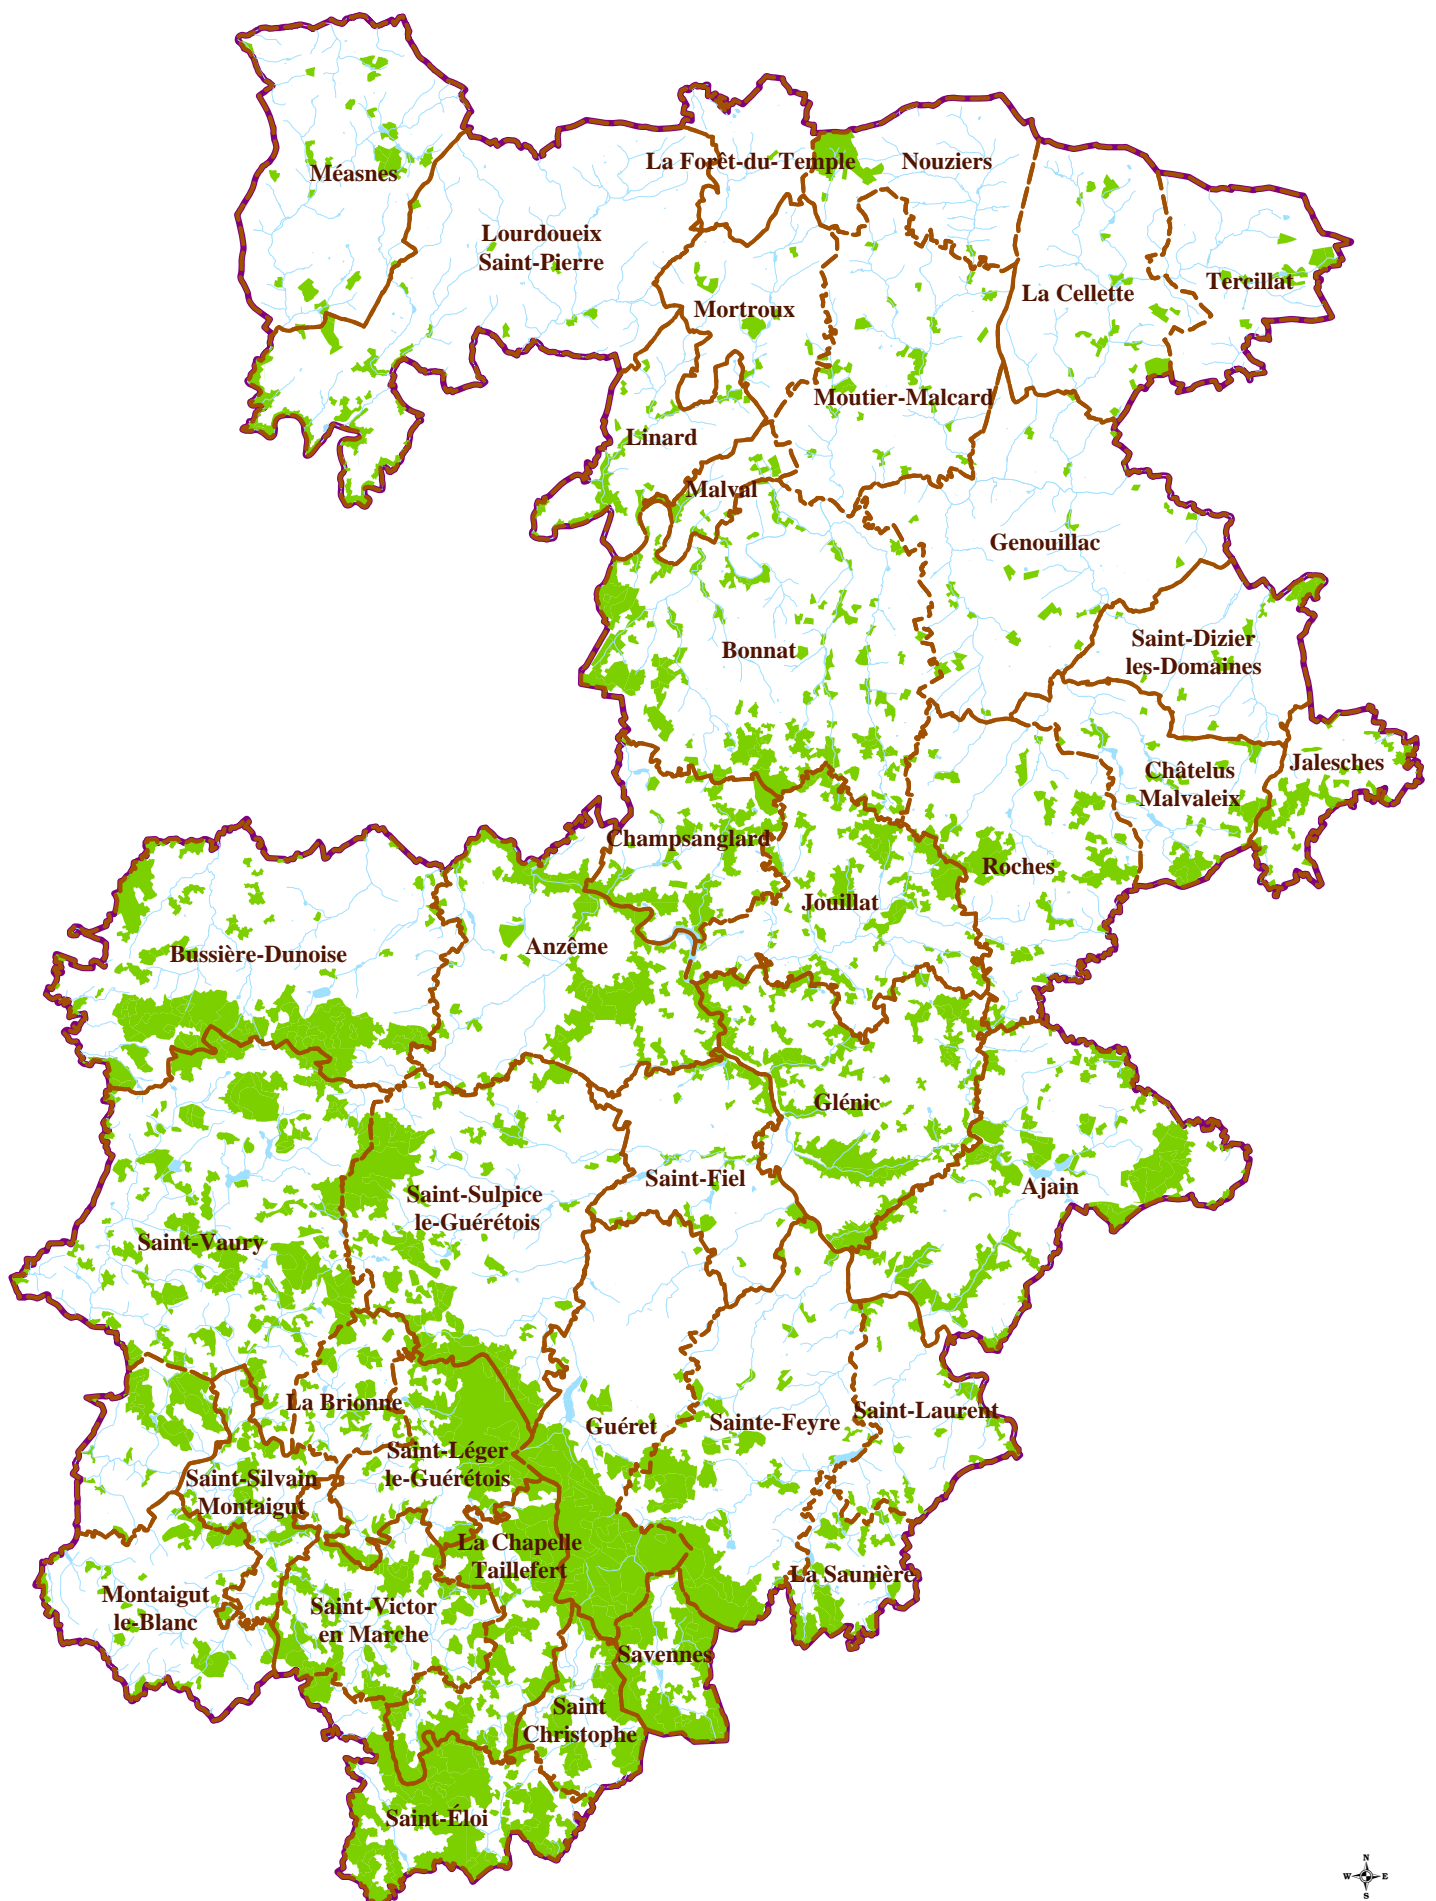 La Forêt-du-Temple
Nouziers
Méasnes
Lourdoueix
Saint-Pierre
Tercillat
La Cellette
Mortroux
Moutier-Malcard
Linard
Malval
Genouillac
Bonnat
Saint-Dizier
les-Domaines
Jalesches
Châtelus
Malvaleix
Champsanglard
Roches
Jouillat
Anzême
Bussière-Dunoise
Glénic
Saint-Fiel
Ajain
Saint-Sulpice
le-Guérétois
Saint-Vaury
La Brionne
Saint-Laurent
Sainte-Feyre
Guéret
Saint-Léger
le-Guérétois
Saint-Silvain
Montaigut
La Chapelle
Taillefert
La Saunière
Montaigut
le-Blanc
Saint-Victor
en Marche
Savennes
Saint
Christophe
Saint-Éloi
N
W E
S